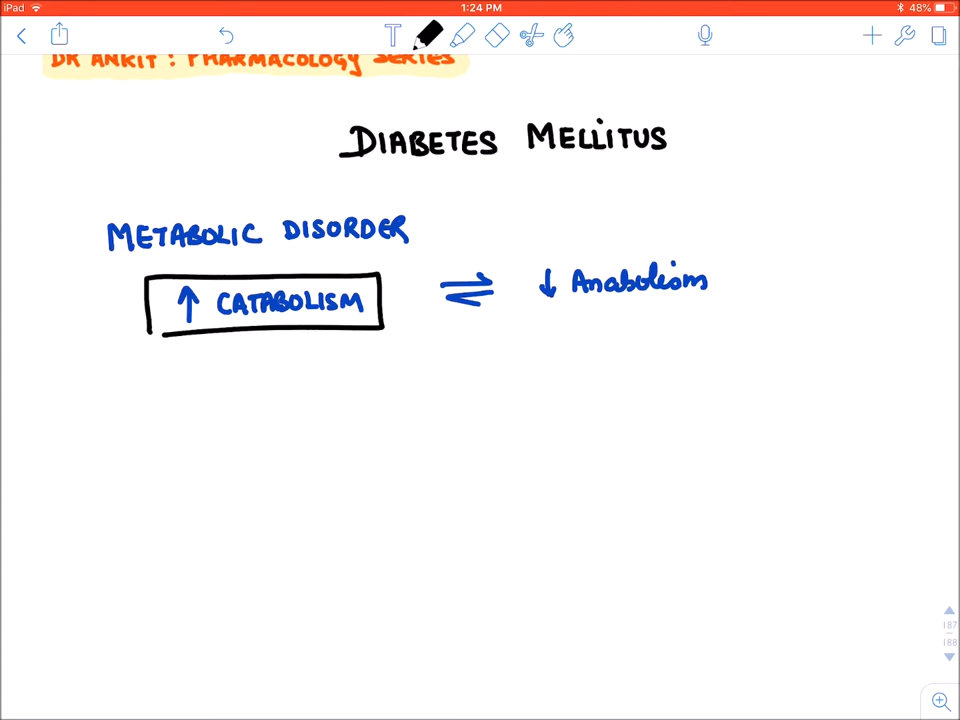 iPad 1:24 PM 48%
T
DR ANKIT : PHARMACOLOGY SERIES
DIABETES MELLITUS
METABOLIC DISORDER
↑ CATABOLISM ⇌ ↓ Anabolism
187
188